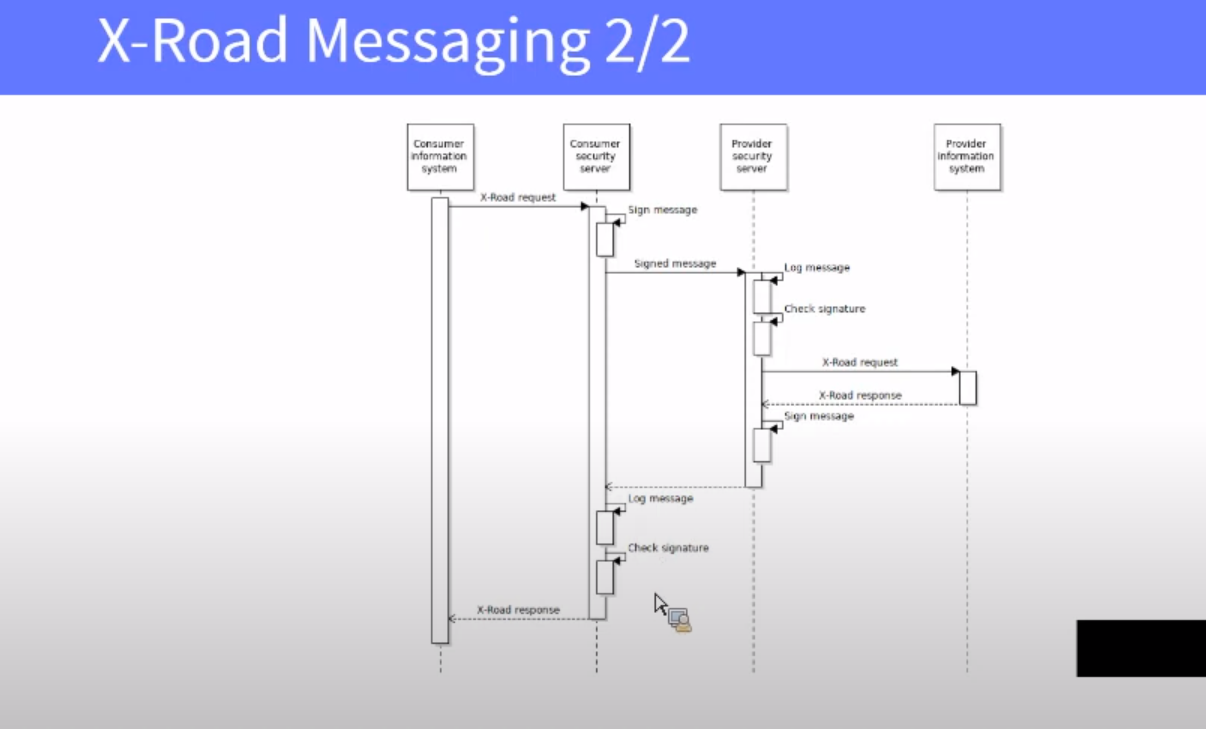 X-Road Messaging 2/2
Consumer
information
system
Consumer
security
server
Provider
security
server
Provider
information
system
X-Road request
Sign message
Signed message
Log message
Check signature
X-Road request
X-Road response
Sign message
Log message
Check signature
X-Road response